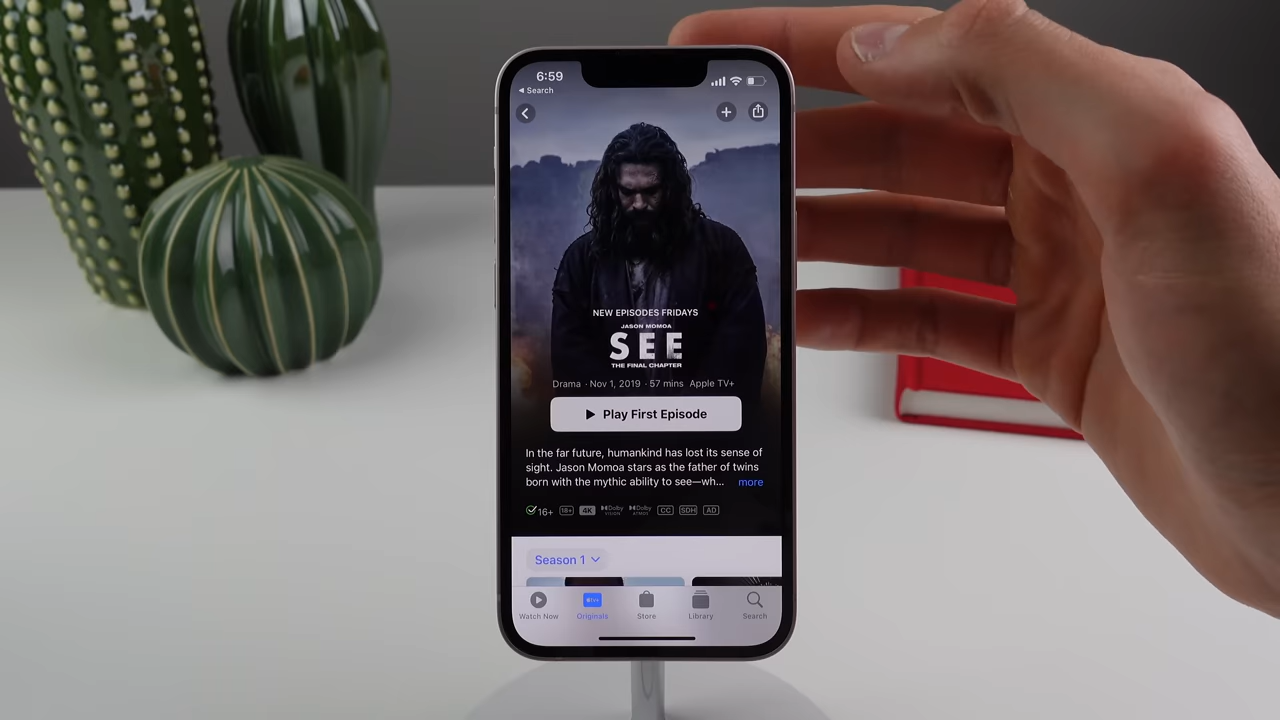 6:59
◀ Search
NEW EPISODES FRIDAYS
JASON MOMOA
SEE
THE FINAL CHAPTER
Drama · Nov 1, 2019 · 57 mins Apple TV+
Play First Episode
In the far future, humankind has lost its sense of
sight. Jason Momoa stars as the father of twins
born with the mythic ability to see—wh... more
16+ 18+ 4K Dolby VISION Dolby ATMOS CC SDH AD
Season 1
tv+
Watch Now Originals Store Library Search